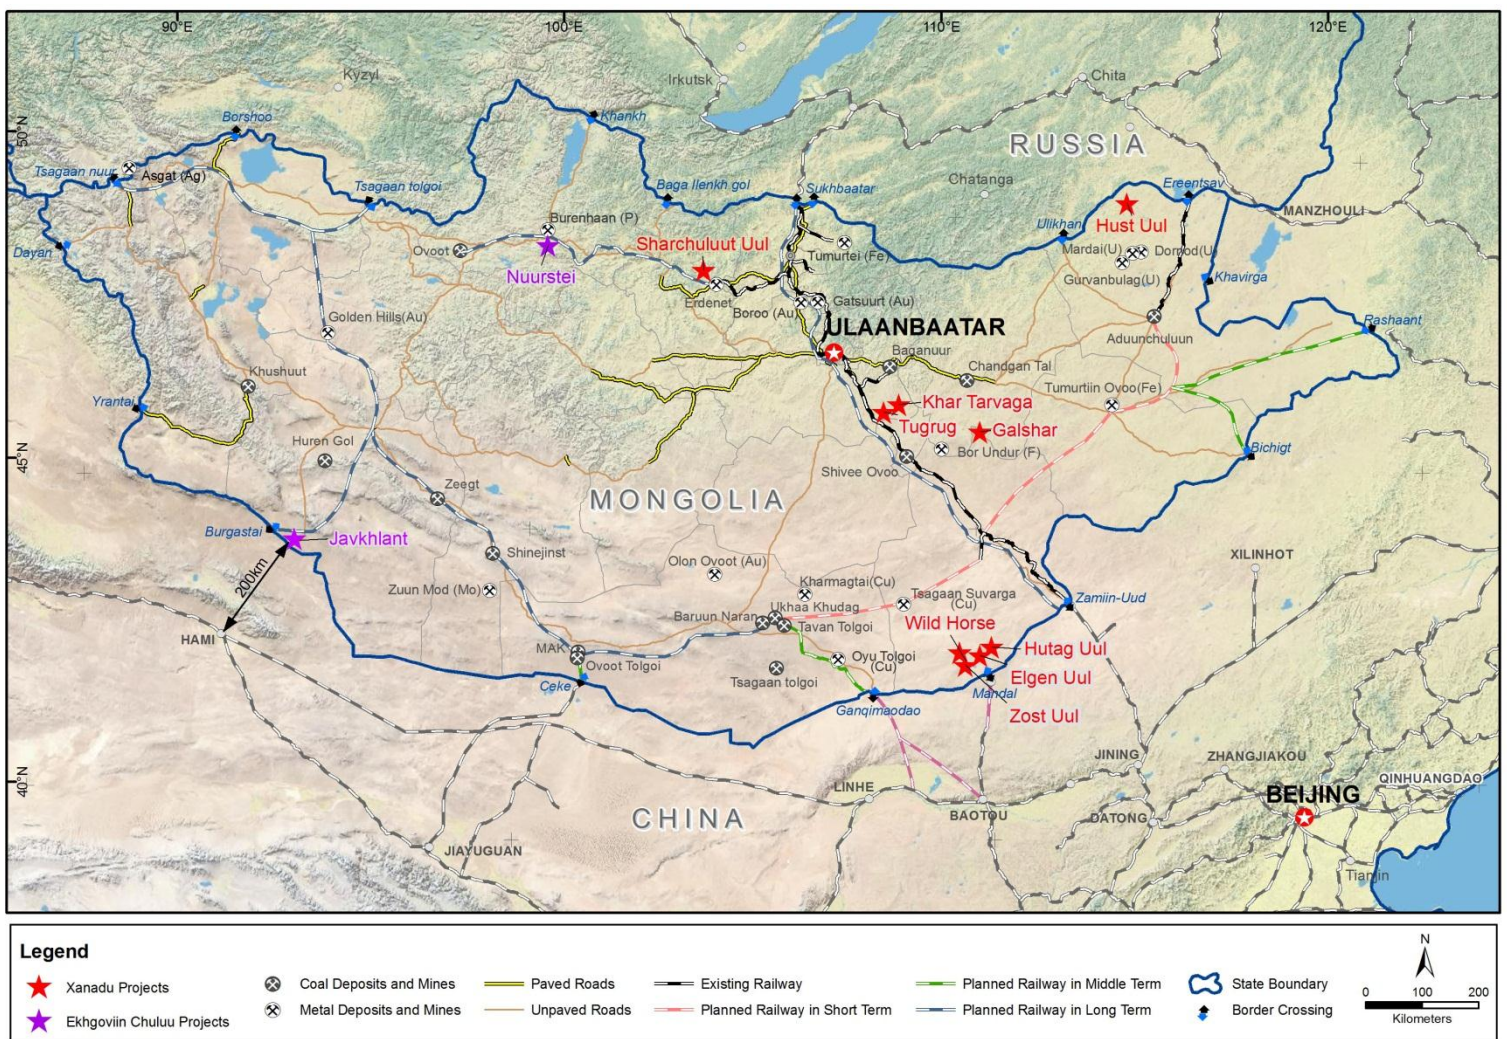 90°E
100°E
110°E
120°E
50°N
45°N
40°N
Kyzyl
Irkutsk
Chita
RUSSIA
Borshoo
Khankh
Tsagaan nuur
Asgat (Ag)
Tsagaan tolgoi
Baga Ilenkh gol
Sukhbaatar
Chatanga
Ereentsav
MANZHOULI
Hust Uul
Ulikhan
Burenhaan (P)
Dayan
Ovoot
Nuurstei
Sharchuluut Uul
Tumurtei (Fe)
Mardai(U)
Dornod(U)
Gurvanbulag(U)
Khavirga
Erdenet
Boroo (Au)
Gatsuurt (Au)
Golden Hills(Au)
ULAANBAATAR
Rashaant
Aduunchuluun
Baganuur
Chandgan Tal
Khushuut
Tumurtiin Ovoo(Fe)
Yrantai
Khar Tarvaga
Tugrug
Galshar
Huren Gol
Bor Undur (F)
Bichigt
Shivee Ovoo
Zeegt
MONGOLIA
Burgastai
Javkhlant
Shinejinst
XILINHOT
200km
Olon Ovoot (Au)
Zuun Mod (Mo)
Kharmagtai(Cu)
Tsagaan Suvarga
(Cu)
Zamiin-Uud
Ukhaa Khudag
Baruun Naran
Tavan Tolgoi
HAMI
Wild Horse
MAK
Hutag Uul
Ovoot Tolgoi
Oyu Tolgoi
(Cu)
Tsagaan tolgoi
Elgen Uul
Ceke
Mandal
Ganqimaodao
Zost Uul
JINING
ZHANGJIAKOU
QINHUANGDAO
LINHE
BEIJING
CHINA
BAOTOU
DATONG
JIAYUGUAN
Tianjin
Legend
Xanadu Projects
Ekhgoviin Chuluu Projects
Coal Deposits and Mines
Metal Deposits and Mines
Paved Roads
Unpaved Roads
Existing Railway
Planned Railway in Short Term
Planned Railway in Middle Term
Planned Railway in Long Term
State Boundary
Border Crossing
N
0 100 200
Kilometers